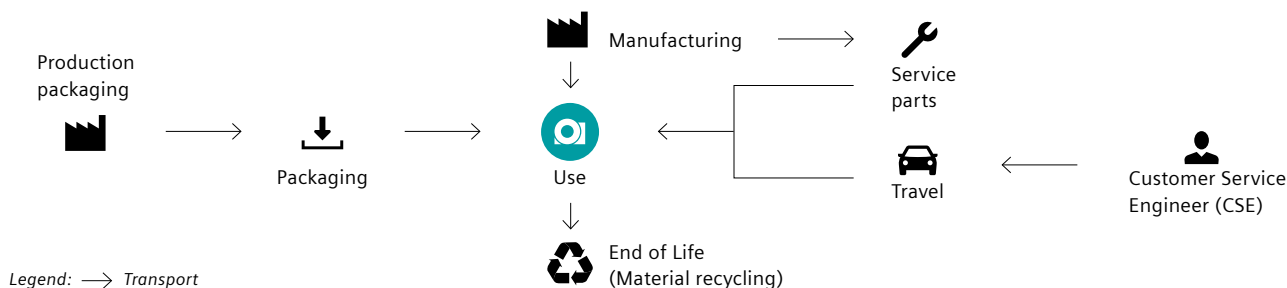 Production
packaging
Packaging
Manufacturing
Use
End of Life
(Material recycling)
Service
parts
Travel
Customer Service
Engineer (CSE)
Legend: ⟶ Transport